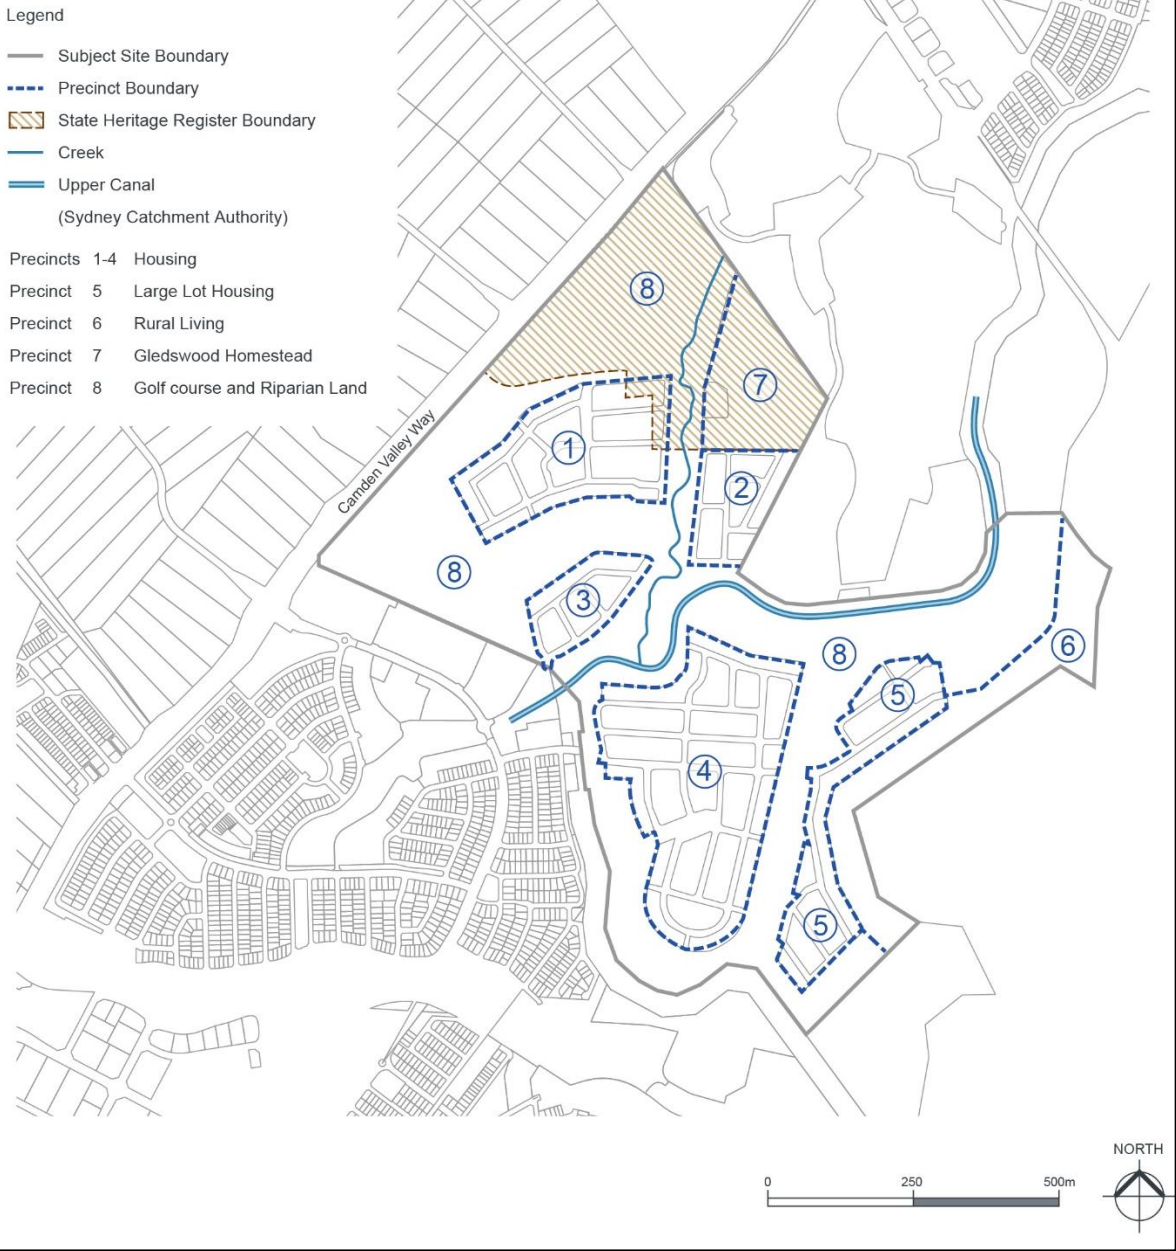 Legend
Subject Site Boundary
Precinct Boundary
State Heritage Register Boundary
Creek
Upper Canal
(Sydney Catchment Authority)
Precincts 1-4 Housing
Precinct 5 Large Lot Housing
Precinct 6 Rural Living
Precinct 7 Gledswood Homestead
Precinct 8 Golf course and Riparian Land
8
7
Camden Valley Way
1
2
8
3
8
6
5
4
5
NORTH
0 250 500m